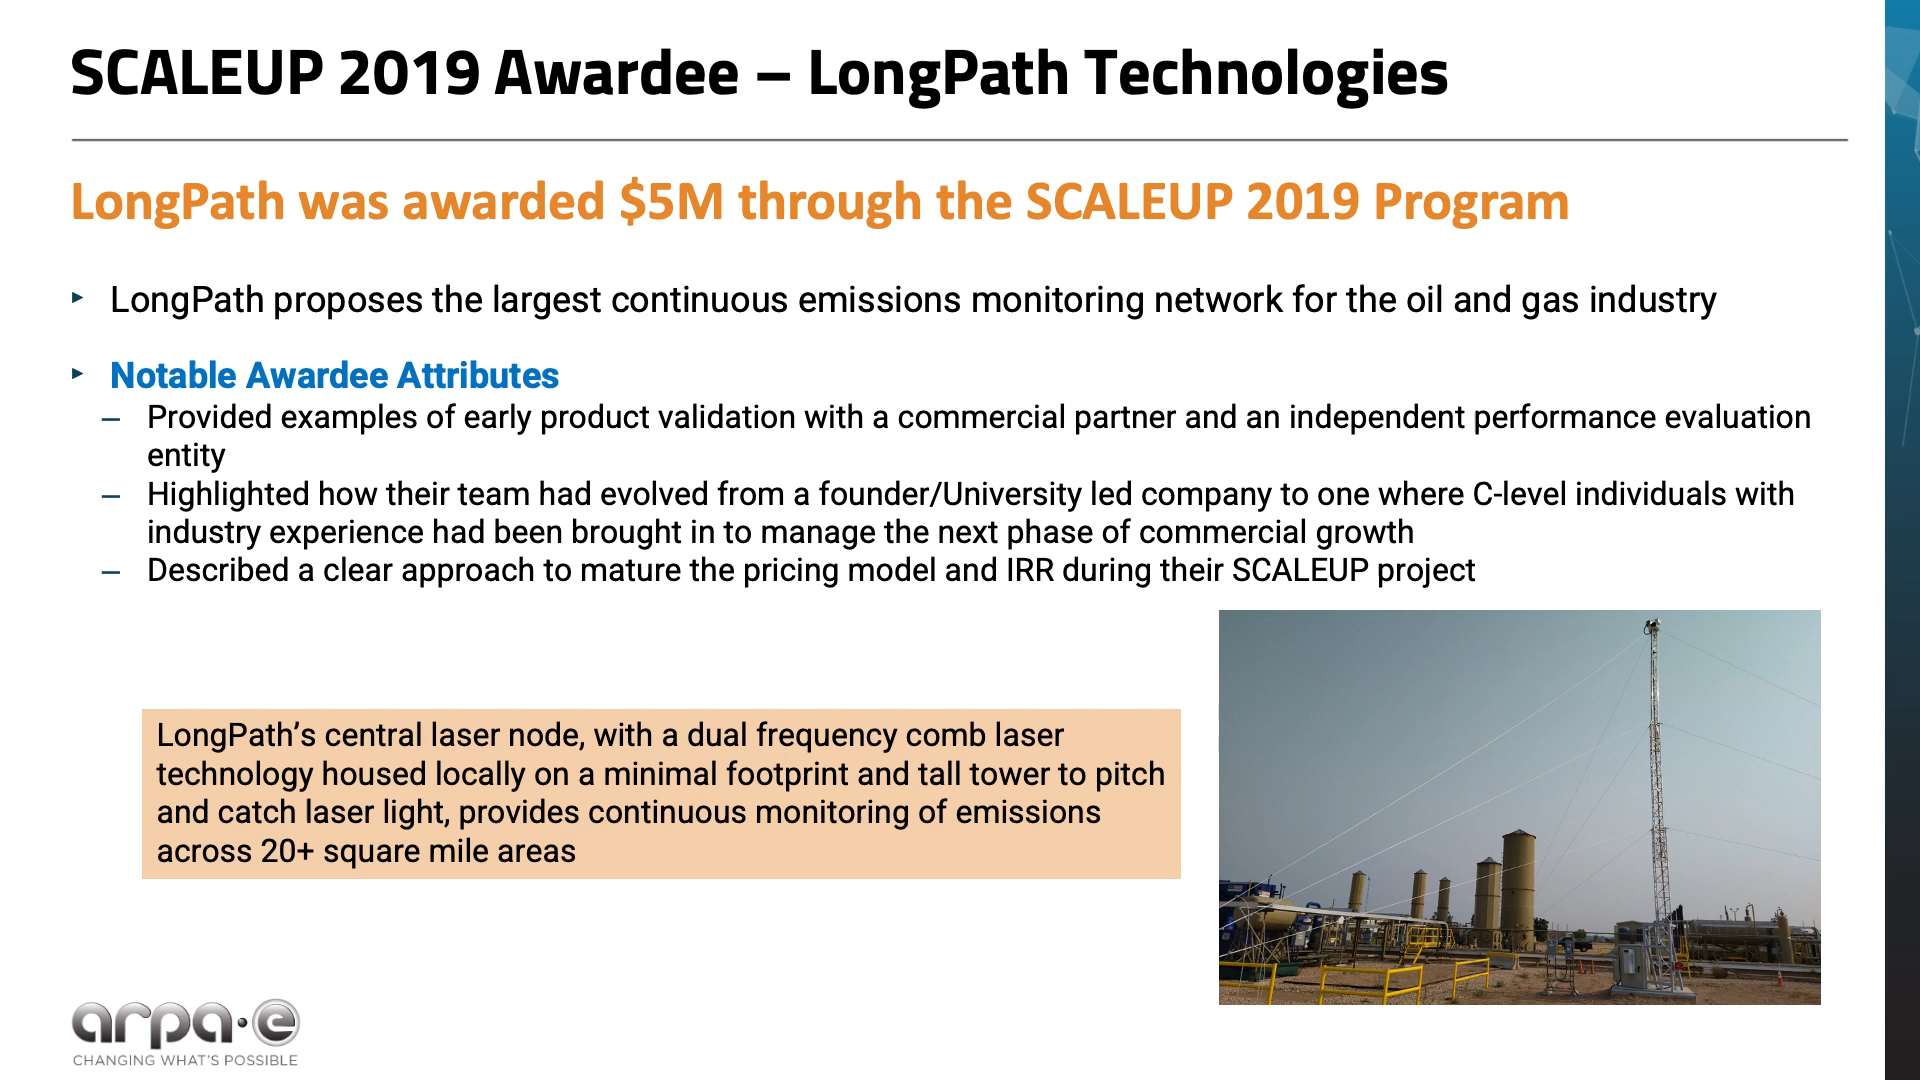 SCALEUP 2019 Awardee – LongPath Technologies
LongPath was awarded $5M through the SCALEUP 2019 Program
‣ LongPath proposes the largest continuous emissions monitoring network for the oil and gas industry
‣ Notable Awardee Attributes
– Provided examples of early product validation with a commercial partner and an independent performance evaluation
entity
– Highlighted how their team had evolved from a founder/University led company to one where C-level individuals with
industry experience had been brought in to manage the next phase of commercial growth
– Described a clear approach to mature the pricing model and IRR during their SCALEUP project
LongPath’s central laser node, with a dual frequency comb laser
technology housed locally on a minimal footprint and tall tower to pitch
and catch laser light, provides continuous monitoring of emissions
across 20+ square mile areas
arpa·e
CHANGING WHAT'S POSSIBLE